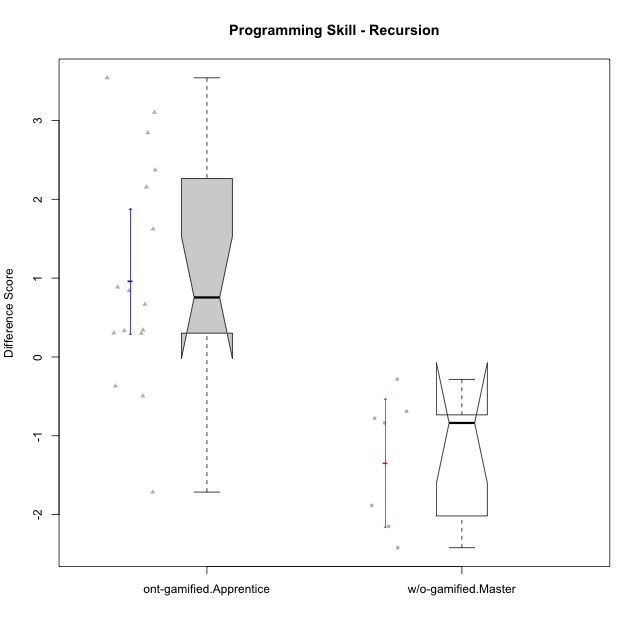 Programming Skill - Recursion
Difference Score
3
2
1
0
-1
-2
ont-gamified.Apprentice
w/o-gamified.Master